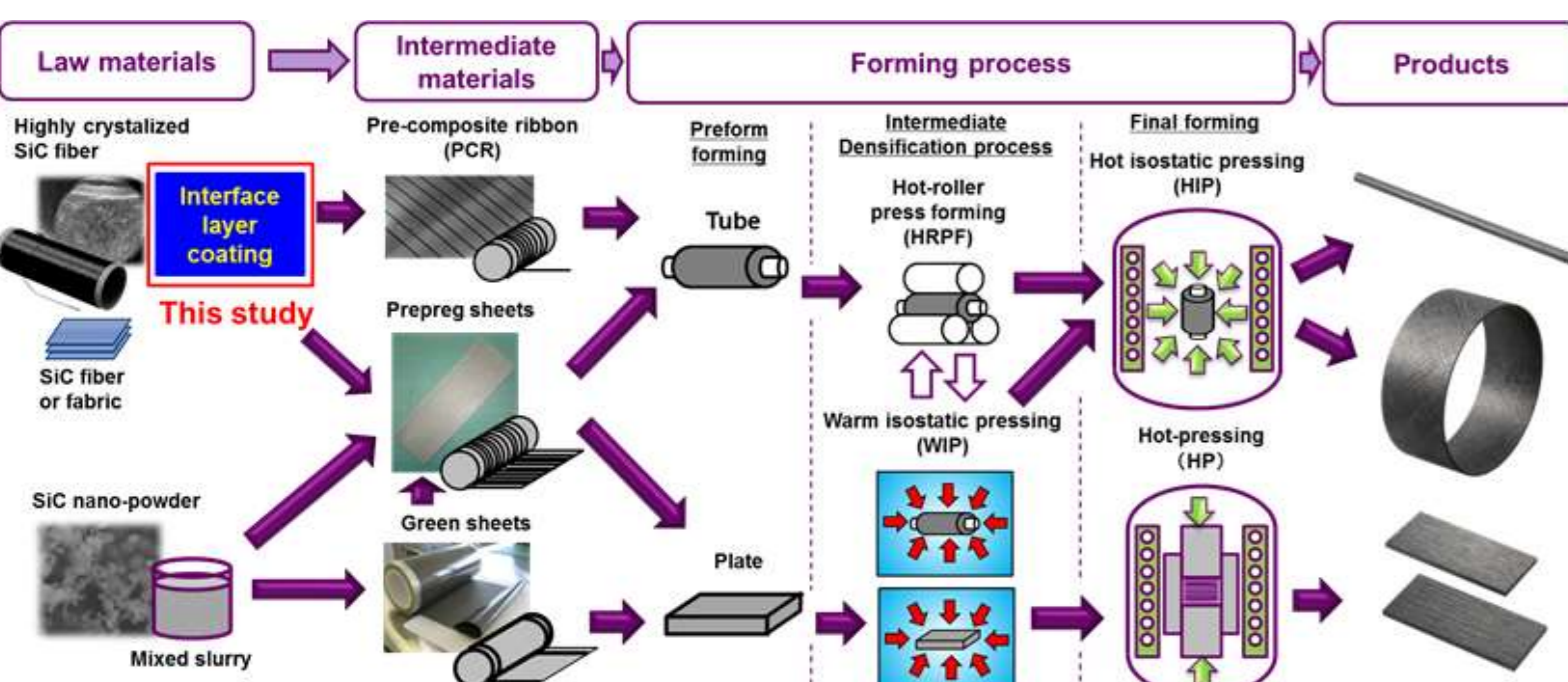 Law materials
Intermediate
materials
Forming process
Products
Highly crystalized
SiC fiber
Interface
layer
coating
This study
SiC fiber
or fabric
SiC nano-powder
Mixed slurry
Pre-composite ribbon
(PCR)
Prepreg sheets
Green sheets
Preform
forming
Tube
Plate
Intermediate
Densification process
Hot-roller
press forming
(HRPF)
Warm isostatic pressing
(WIP)
Final forming
Hot isostatic pressing
(HIP)
Hot-pressing
（HP）